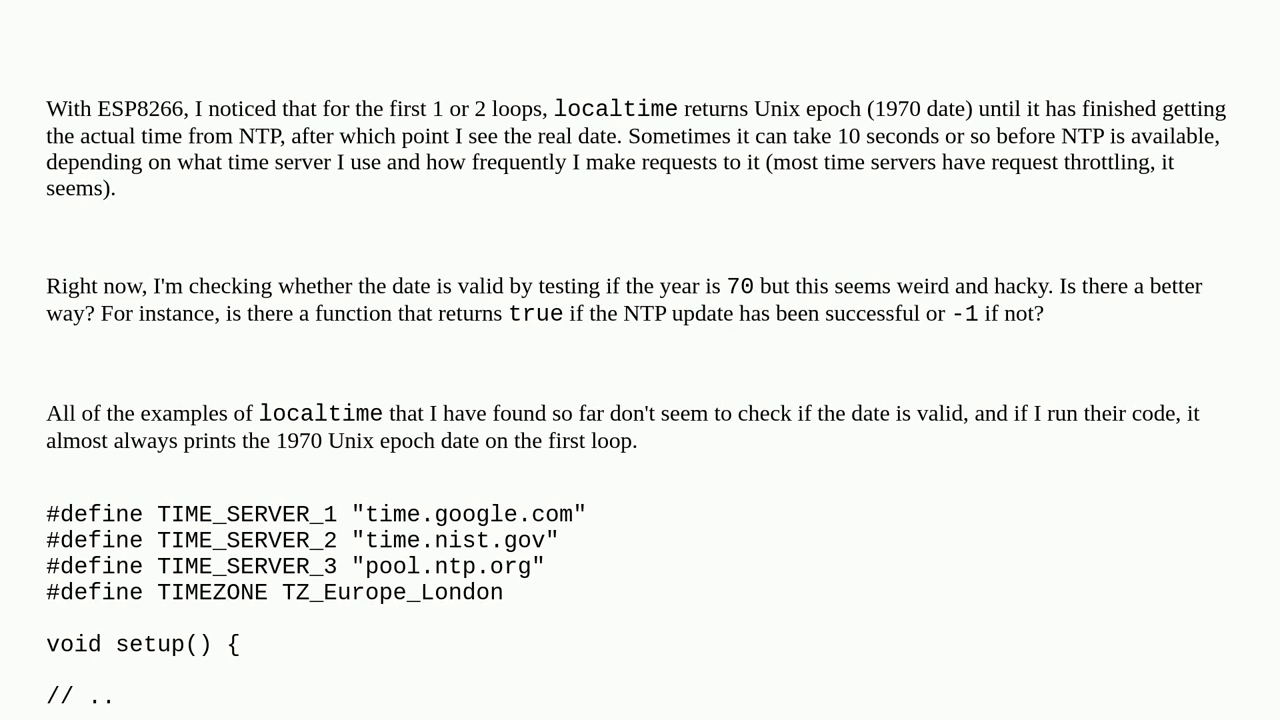 With ESP8266, I noticed that for the first 1 or 2 loops, localtime returns Unix epoch (1970 date) until it has finished getting
the actual time from NTP, after which point I see the real date. Sometimes it can take 10 seconds or so before NTP is available,
depending on what time server I use and how frequently I make requests to it (most time servers have request throttling, it
seems).
Right now, I'm checking whether the date is valid by testing if the year is 70 but this seems weird and hacky. Is there a better
way? For instance, is there a function that returns true if the NTP update has been successful or -1 if not?
All of the examples of localtime that I have found so far don't seem to check if the date is valid, and if I run their code, it
almost always prints the 1970 Unix epoch date on the first loop.
#define TIME_SERVER_1 "time.google.com"
#define TIME_SERVER_2 "time.nist.gov"
#define TIME_SERVER_3 "pool.ntp.org"
#define TIMEZONE TZ_Europe_London
void setup() {
// ..